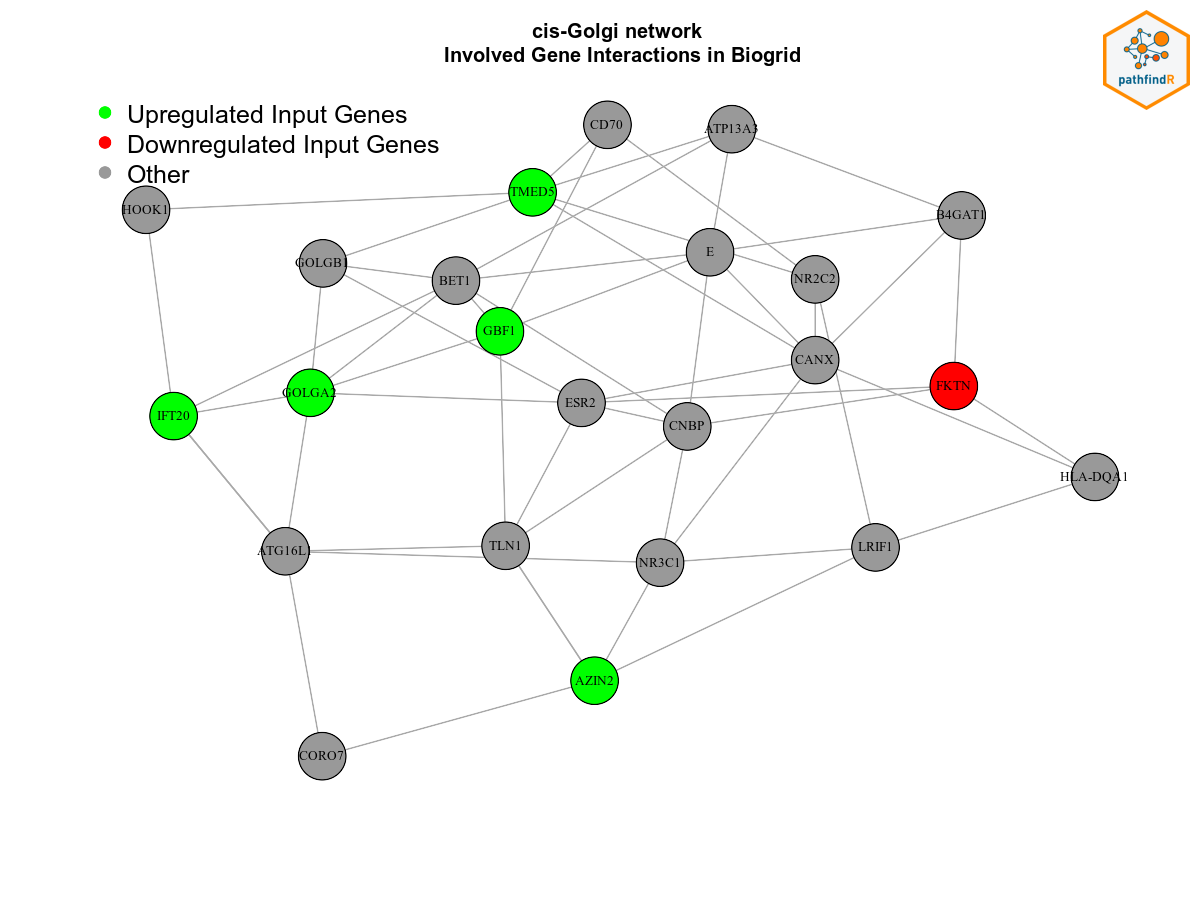 cis-Golgi network
Involved Gene Interactions in Biogrid
pathfindR
Upregulated Input Genes
Downregulated Input Genes
Other
CD70
ATP13A3
TMED5
HOOK1
B4GAT1
E
GOLGB1
BET1
NR2C2
GBF1
CANX
FKTN
GOLGA2
ESR2
IFT20
CNBP
HLA-DQA1
TLN1
LRIF1
ATG16L1
NR3C1
AZIN2
CORO7